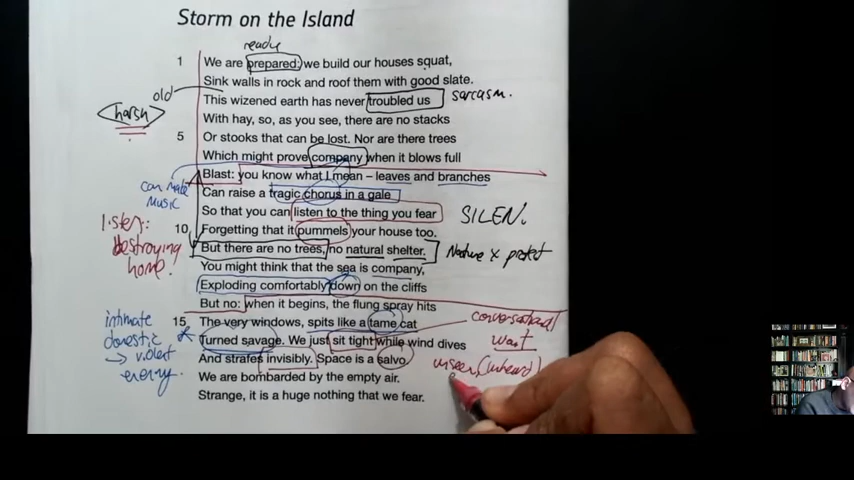 Storm on the Island
ready
1 We are prepared: we build our houses squat,
Sink walls in rock and roof them with good slate.
old
This wizened earth has never troubled us
sarcasm.
harsh
With hay, so, as you see, there are no stacks
5 Or stooks that can be lost. Nor are there trees
Which might prove company when it blows full
Blast: you know what I mean – leaves and branches
can make
music
Can raise a tragic chorus in a gale
So that you can listen to the thing you fear
SILEN.
10 Forgetting that it pummels your house too.
listen:
destroying
home.
But there are no trees, no natural shelter.
Nature x protect
You might think that the sea is company,
Exploding comfortably down on the cliffs
But no: when it begins, the flung spray hits
15 The very windows, spits like a tame cat
conversational
Turned savage. We just sit tight while wind dives
wait
intimate
domestic
→ violent
energy.
And strafes invisibly. Space is a salvo.
unseen (unheard)
We are bombarded by the empty air.
Strange, it is a huge nothing that we fear.